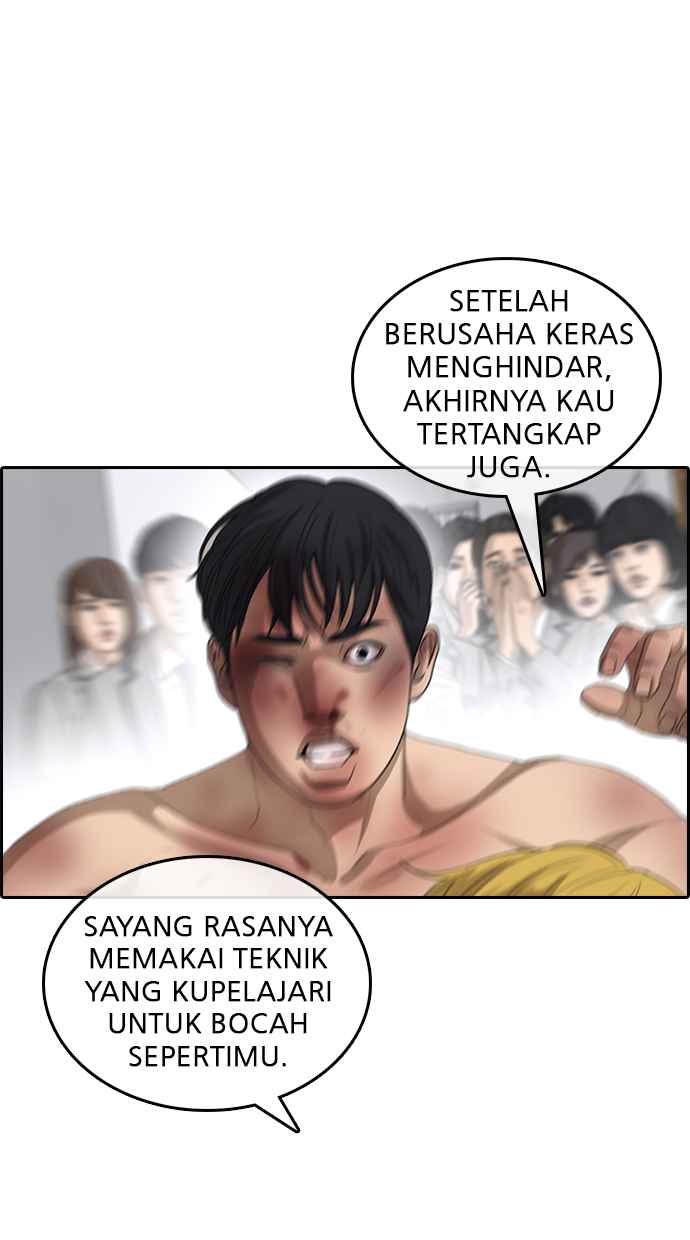 SETELAH
BERUSAHA KERAS
MENGHINDAR,
AKHIRNYA KAU
TERTANGKAP
JUGA.
SAYANG RASANYA
MEMAKAI TEKNIK
YANG KUPELAJARI
UNTUK BOCAH
SEPERTIMU.